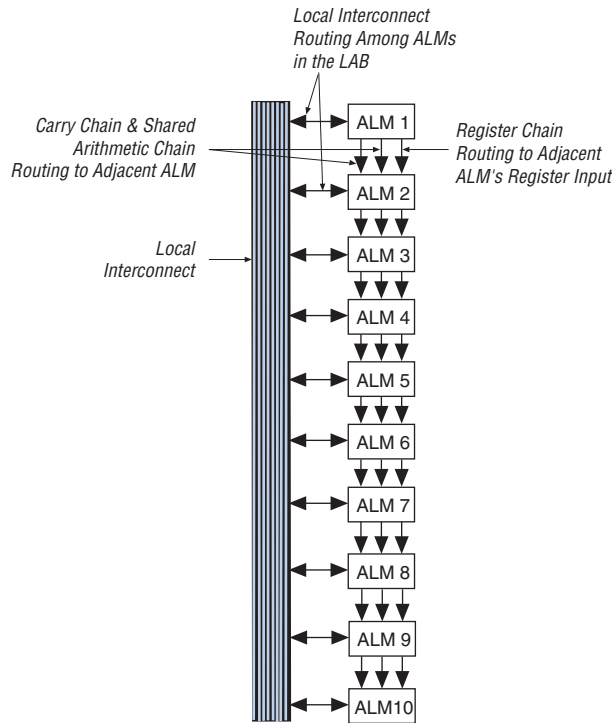 Local Interconnect
Routing Among ALMs
in the LAB
Carry Chain & Shared
Arithmetic Chain
Routing to Adjacent ALM
Register Chain
Routing to Adjacent
ALM's Register Input
Local
Interconnect
ALM 1
ALM 2
ALM 3
ALM 4
ALM 5
ALM 6
ALM 7
ALM 8
ALM 9
ALM10